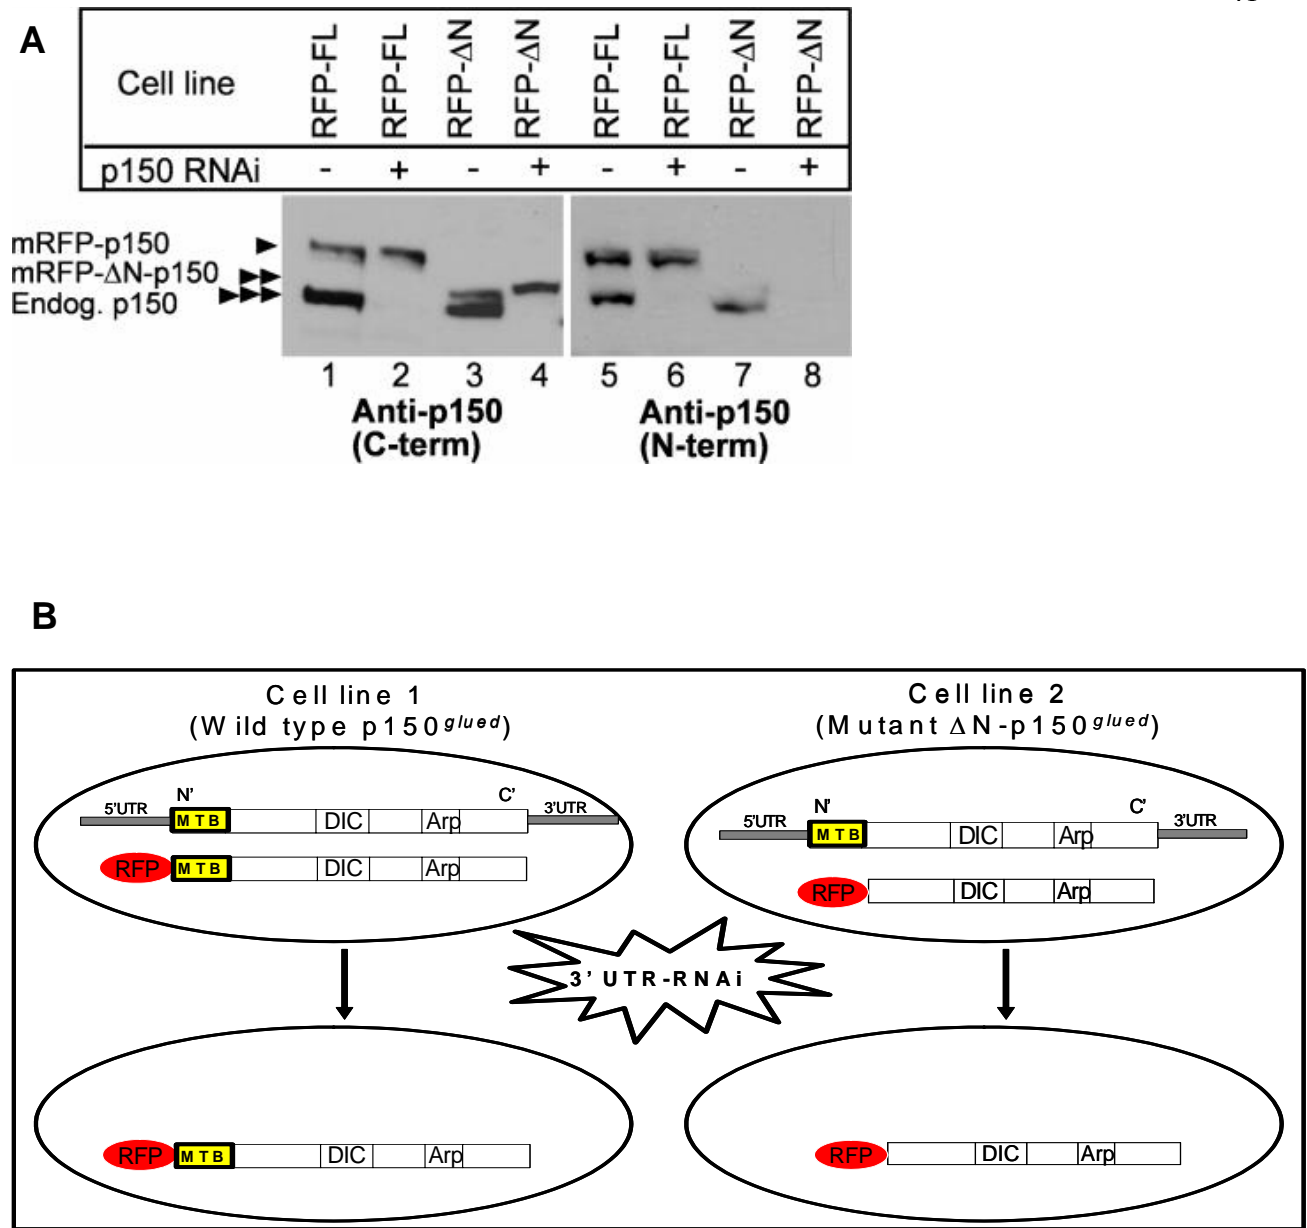 A
Cell line
RFP-FL RFP-FL RFP-ΔN RFP-ΔN RFP-FL RFP-FL RFP-ΔN RFP-ΔN
p150 RNAi - + - + - + - +
mRFP-p150
mRFP-ΔN-p150
Endog. p150
1 2 3 4 5 6 7 8
Anti-p150 (C-term)
Anti-p150 (N-term)
B
Cell line 1
(Wild type p150glued)
5'UTR N' C' 3'UTR
MTB DIC Arp
RFP MTB DIC Arp
Cell line 2
(Mutant ΔN-p150glued)
5'UTR N' C' 3'UTR
MTB DIC Arp
RFP DIC Arp
3' UTR-RNAi
RFP MTB DIC Arp
RFP DIC Arp